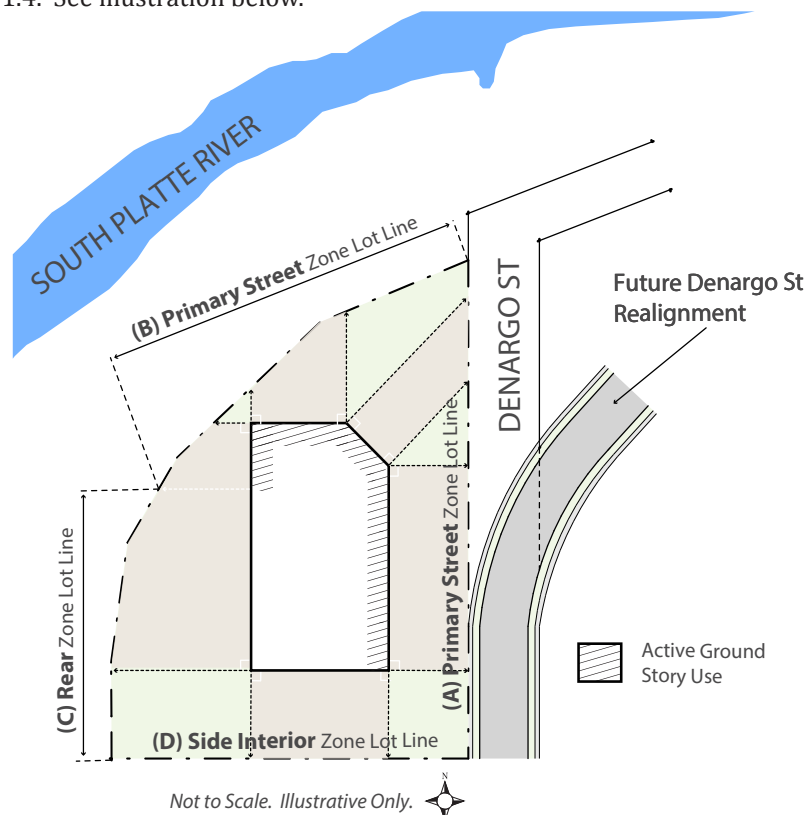 1.4. See illustration below.
SOUTH PLATTE RIVER
(B) Primary Street Zone Lot Line
DENARGO ST
Future Denargo St
Realignment
(A) Primary Street Zone Lot Line
(C) Rear Zone Lot Line
Active Ground
Story Use
(D) Side Interior Zone Lot Line
N
Not to Scale. Illustrative Only.